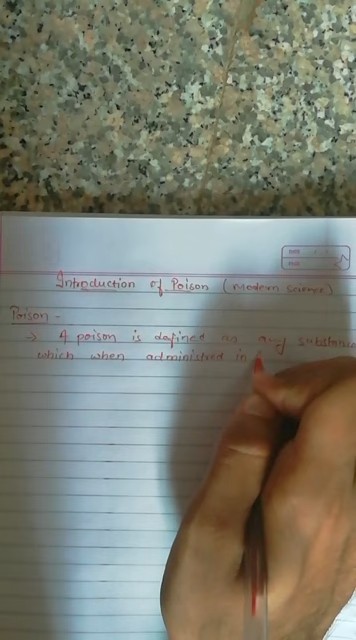 Introduction of Poison (Modern science)
Poison -
→ A poison is defined as any substance
which when administred in